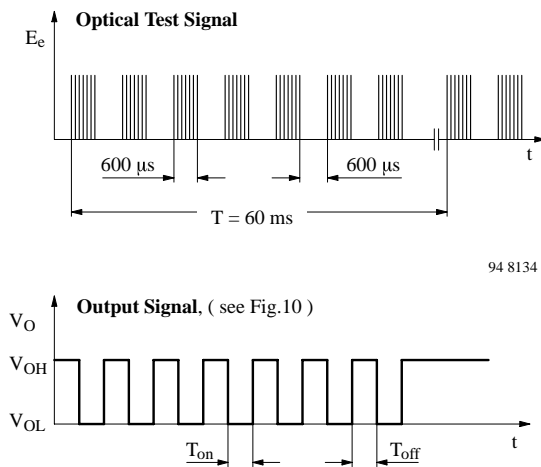 Optical Test Signal
Ee
600 µs
600 µs
t
T = 60 ms
94 8134
Output Signal, ( see Fig.10 )
VO
VOH
VOL
Ton
Toff
t